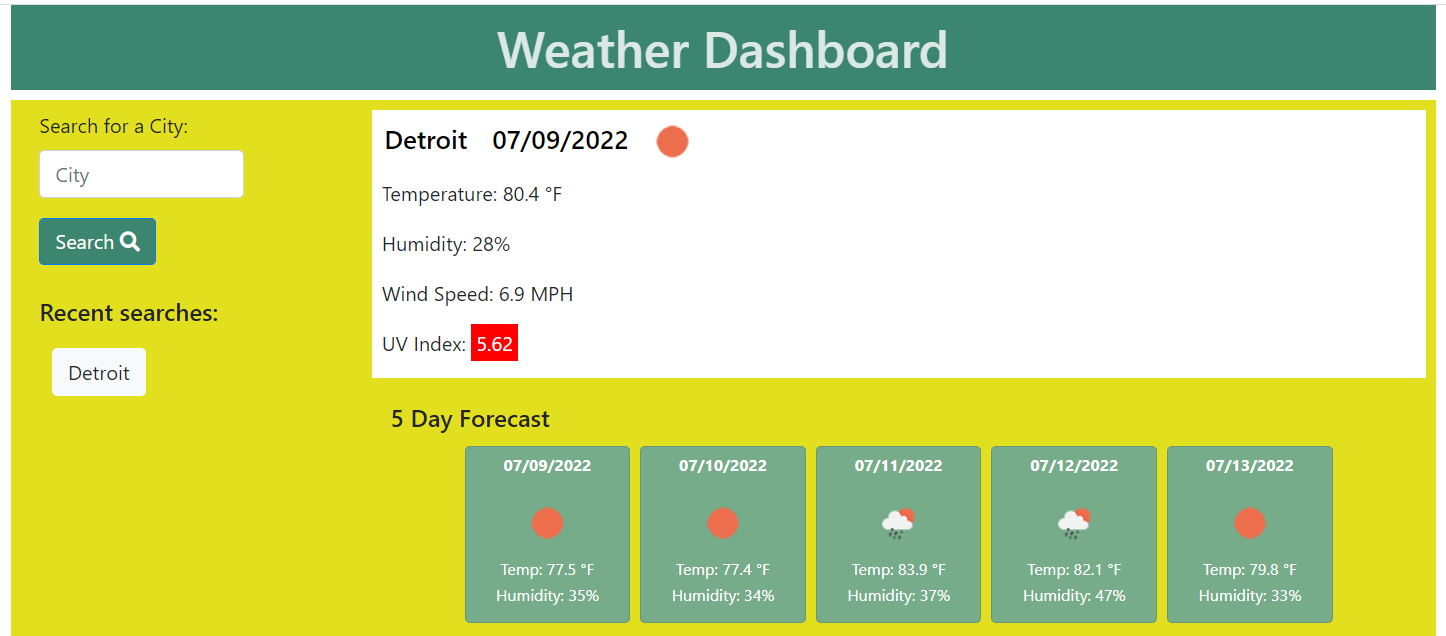 Weather Dashboard
Search for a City:
City
Search
Recent searches:
Detroit
Detroit 07/09/2022
Temperature: 80.4 °F
Humidity: 28%
Wind Speed: 6.9 MPH
UV Index: 5.62
5 Day Forecast
07/09/2022
Temp: 77.5 °F
Humidity: 35%
07/10/2022
Temp: 77.4 °F
Humidity: 34%
07/11/2022
Temp: 83.9 °F
Humidity: 37%
07/12/2022
Temp: 82.1 °F
Humidity: 47%
07/13/2022
Temp: 79.8 °F
Humidity: 33%